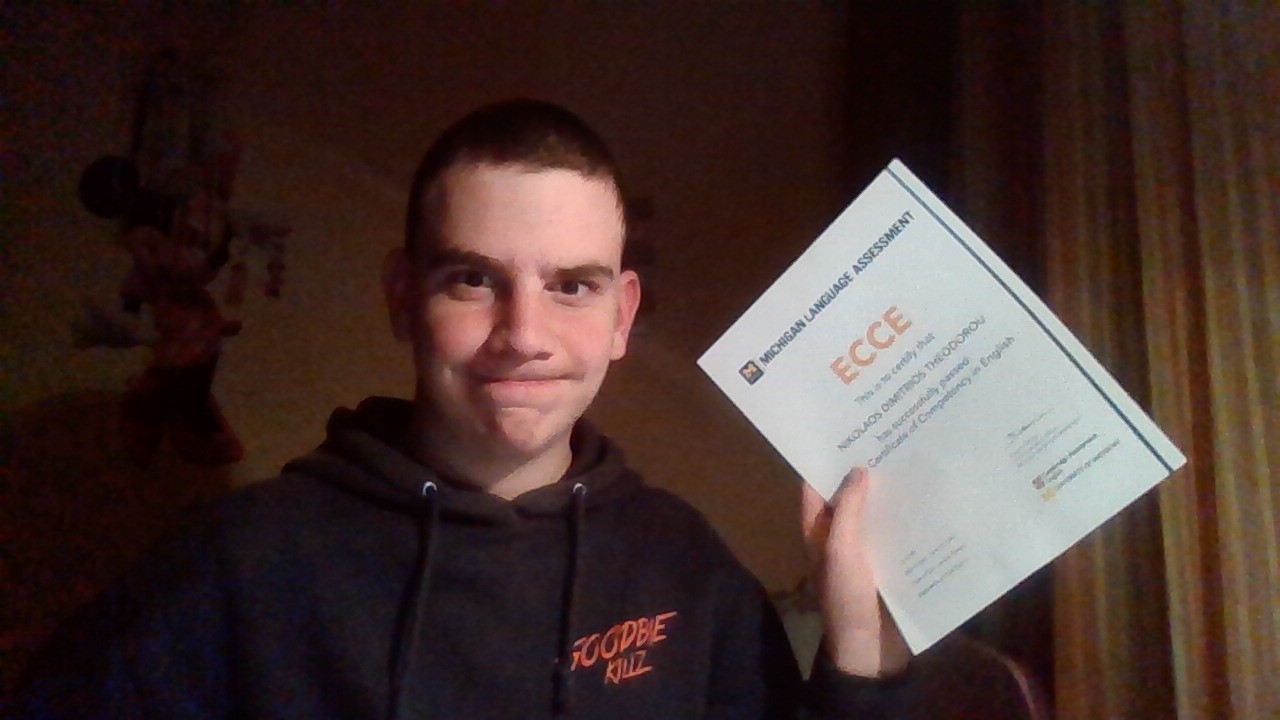 MICHIGAN LANGUAGE ASSESSMENT
ECCE
This is to certify that
NIKOLAOS DIMITRIOS THEODOROU
has successfully passed
Certificate of Competency in English
GOODBIE
KILLZ